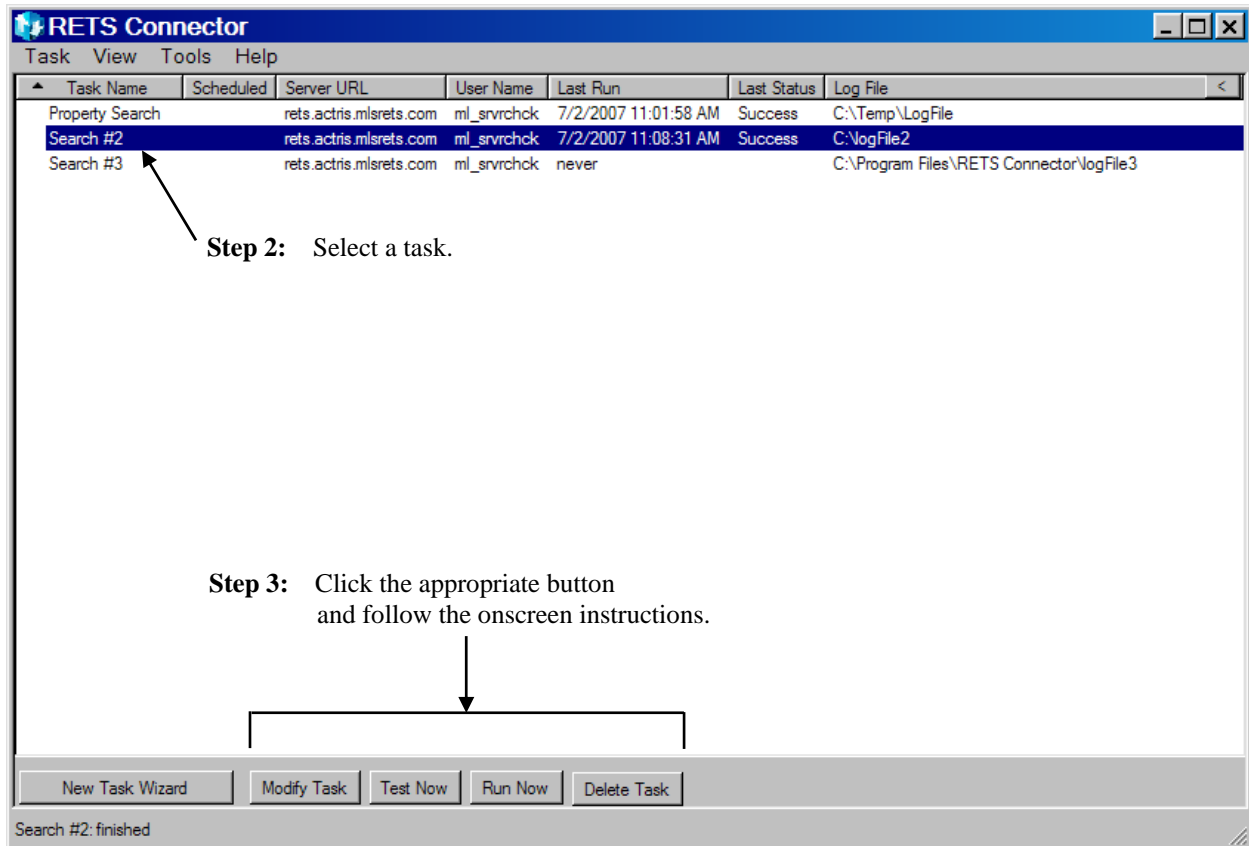 RETS Connector
Task View Tools Help
Task Name Scheduled Server URL User Name Last Run Last Status Log File <
Property Search rets.actris.mlsrets.com ml_srvrchck 7/2/2007 11:01:58 AM Success C:\Temp\LogFile
Search #2 rets.actris.mlsrets.com ml_srvrchck 7/2/2007 11:08:31 AM Success C:\logFile2
Search #3 rets.actris.mlsrets.com ml_srvrchck never C:\Program Files\RETS Connector\logFile3
Step 2: Select a task.
Step 3: Click the appropriate button
and follow the onscreen instructions.
New Task Wizard Modify Task Test Now Run Now Delete Task
Search #2: finished